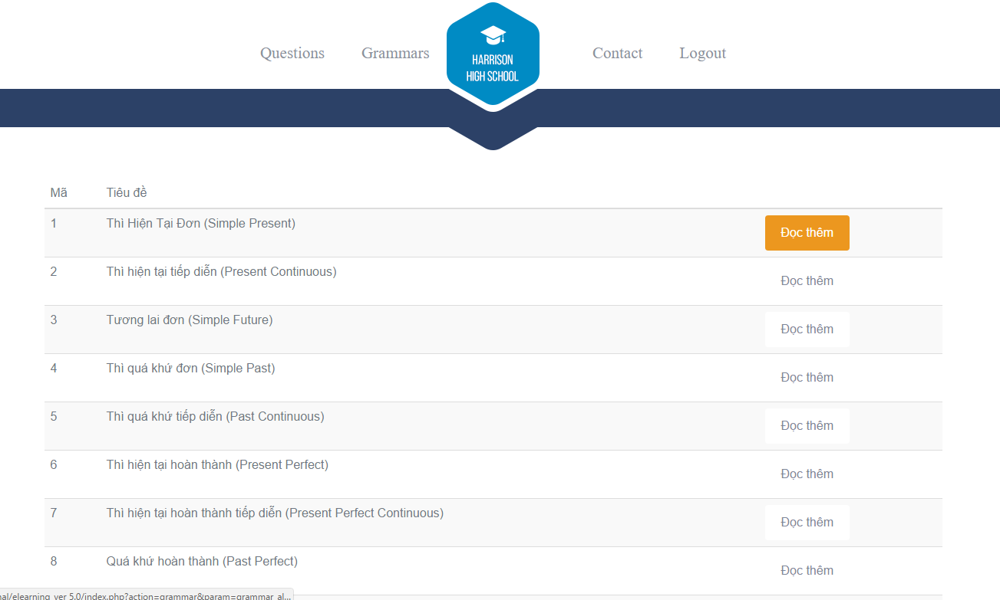 Questions Grammars Contact Logout
HARRISON
HIGH SCHOOL
Mã Tiêu đề
1 Thì Hiện Tại Đơn (Simple Present) Đọc thêm
2 Thì hiện tại tiếp diễn (Present Continuous) Đọc thêm
3 Tương lai đơn (Simple Future) Đọc thêm
4 Thì quá khứ đơn (Simple Past) Đọc thêm
5 Thì quá khứ tiếp diễn (Past Continuous) Đọc thêm
6 Thì hiện tại hoàn thành (Present Perfect) Đọc thêm
7 Thì hiện tại hoàn thành tiếp diễn (Present Perfect Continuous) Đọc thêm
8 Quá khứ hoàn thành (Past Perfect) Đọc thêm
nal/elearning_ver 5.0/index.php?action=grammar&param=grammar_al...